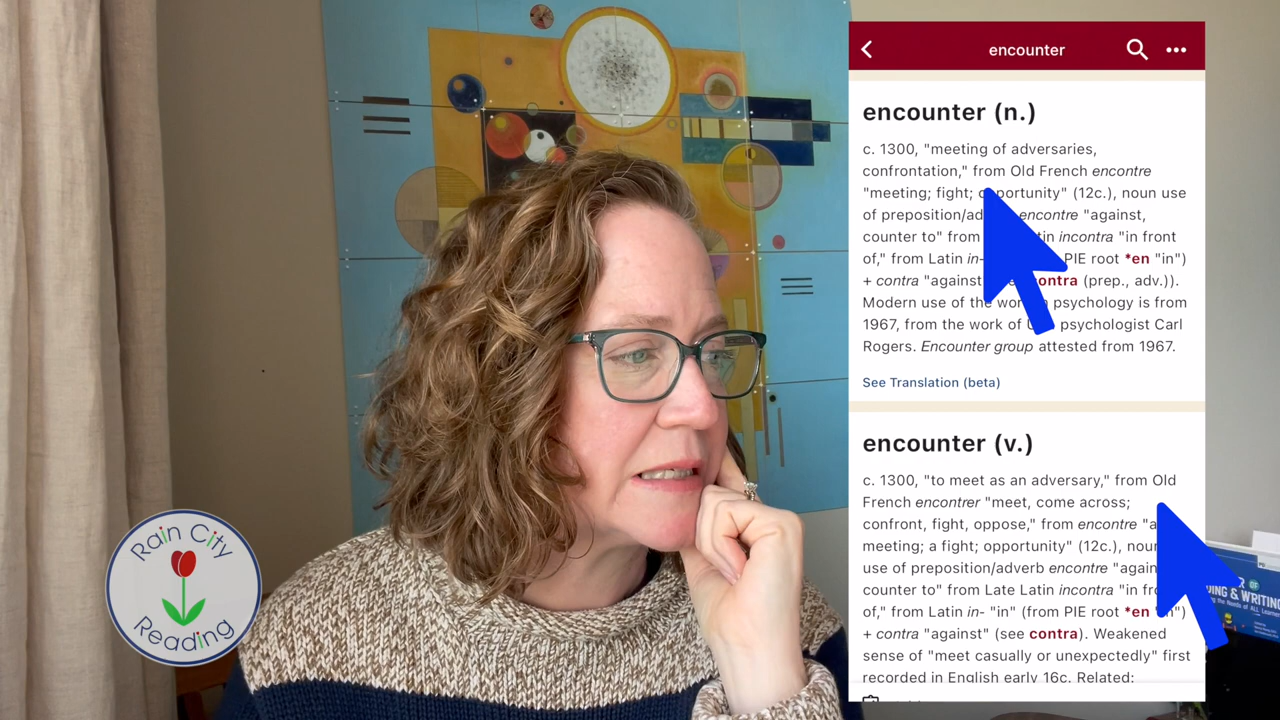 encounter
encounter (n.)
c. 1300, "meeting of adversaries,
confrontation," from Old French encontre
"meeting; fight; opportunity" (12c.), noun use
of preposition/ad encontre "against,
counter to" from incontra "in front
of," from Latin in- PIE root *en "in")
+ contra "against contra (prep., adv.)).
Modern use of the word psychology is from
1967, from the work of psychologist Carl
Rogers. Encounter group attested from 1967.
See Translation (beta)
encounter (v.)
c. 1300, "to meet as an adversary," from Old
French encontrer "meet, come across;
confront, fight, oppose," from encontre "a
meeting; a fight; opportunity" (12c.), noun
use of preposition/adverb encontre "again
counter to" from Late Latin incontra "in fro
of," from Latin in- "in" (from PIE root *en "in")
+ contra "against" (see contra). Weakened
sense of "meet casually or unexpectedly" first
recorded in English early 16c. Related:
Rain City
Reading
& WRITING